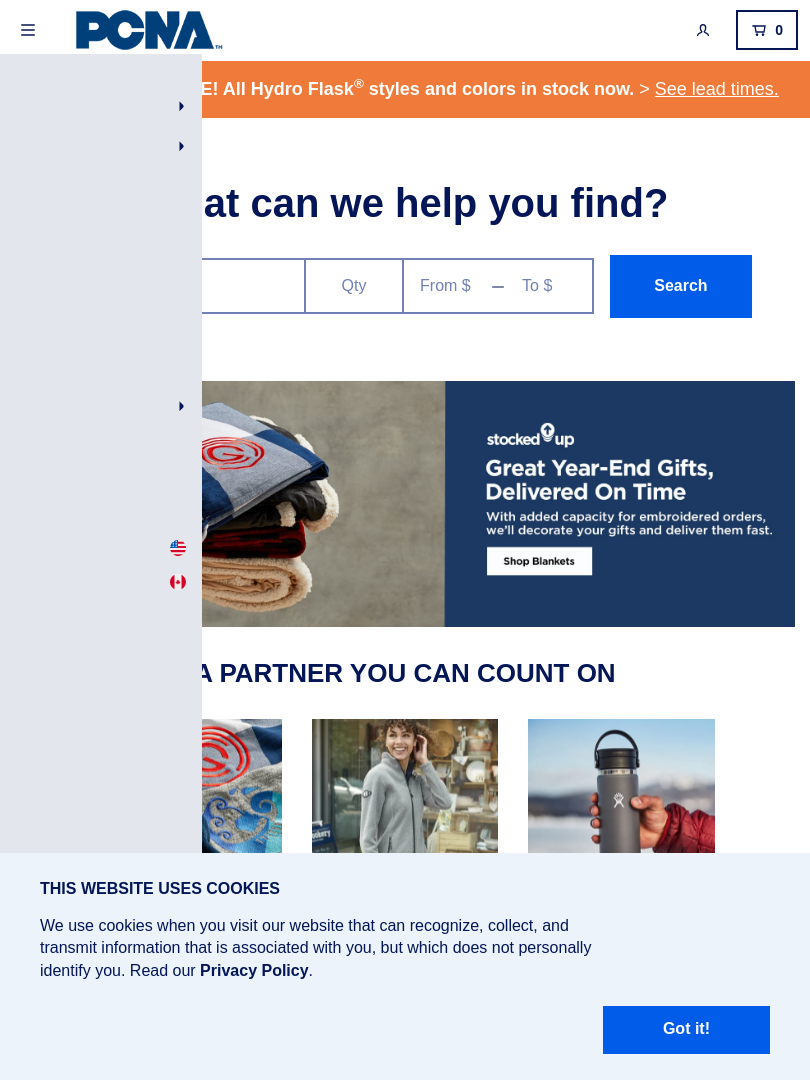 PCNA™
0
E! All Hydro Flask® styles and colors in stock now. > See lead times.
at can we help you find?
Qty
From $ — To $
Search
stocked up
Great Year-End Gifts,
Delivered On Time
With added capacity for embroidered orders,
we'll decorate your gifts and deliver them fast.
Shop Blankets
A PARTNER YOU CAN COUNT ON
THIS WEBSITE USES COOKIES
We use cookies when you visit our website that can recognize, collect, and
transmit information that is associated with you, but which does not personally
identify you. Read our Privacy Policy.
Got it!